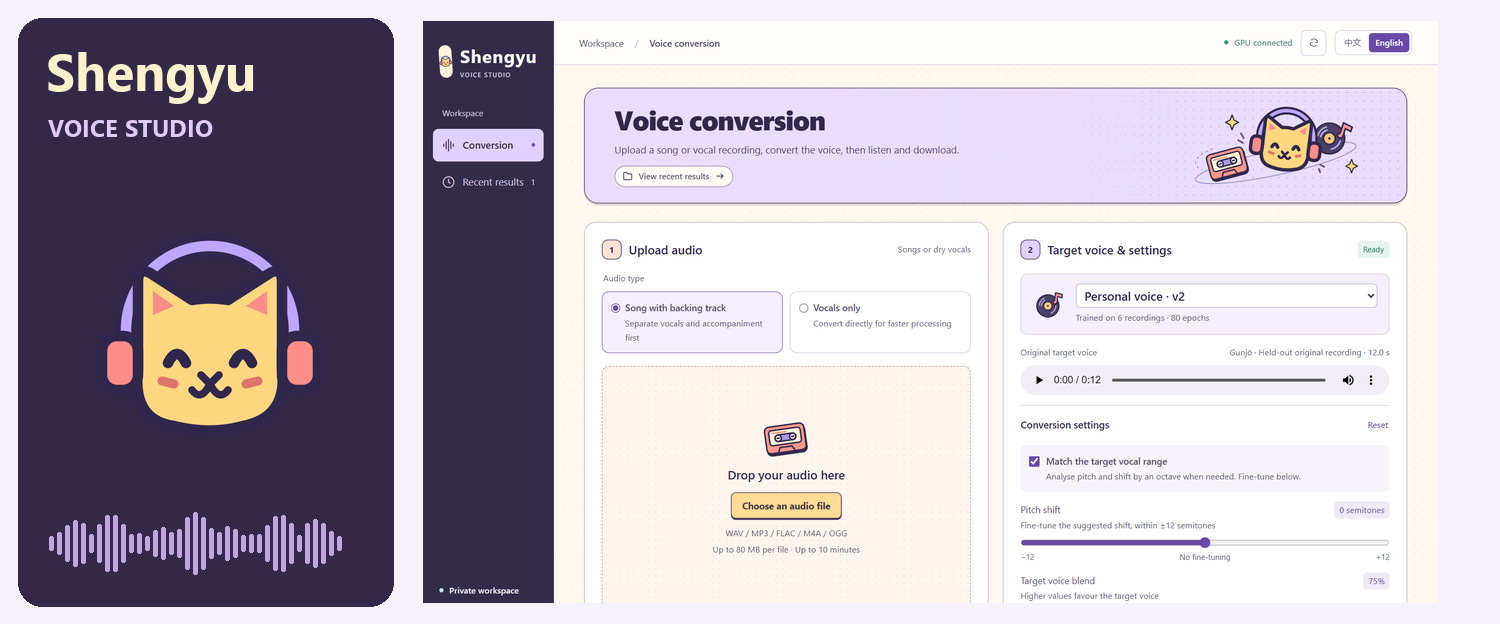 Shengyu
VOICE STUDIO
Shengyu
VOICE STUDIO
Workspace
Conversion
Recent results 1
Private workspace
Workspace / Voice conversion
GPU connected
中文 English
Voice conversion
Upload a song or vocal recording, convert the voice, then listen and download.
View recent results →
1 Upload audio
Songs or dry vocals
Audio type
Song with backing track
Separate vocals and accompaniment
first
Vocals only
Convert directly for faster processing
Drop your audio here
Choose an audio file
WAV / MP3 / FLAC / M4A / OGG
Up to 80 MB per file · Up to 10 minutes
2 Target voice & settings
Ready
Personal voice · v2
Trained on 6 recordings · 80 epochs
Original target voice
Gunjō · Held-out original recording · 12.0 s
0:00 / 0:12
Conversion settings
Reset
Match the target vocal range
Analyse pitch and shift by an octave when needed. Fine-tune below.
Pitch shift
0 semitones
Fine-tune the suggested shift, within ±12 semitones
−12 No fine-tuning +12
Target voice blend
75%
Higher values favour the target voice